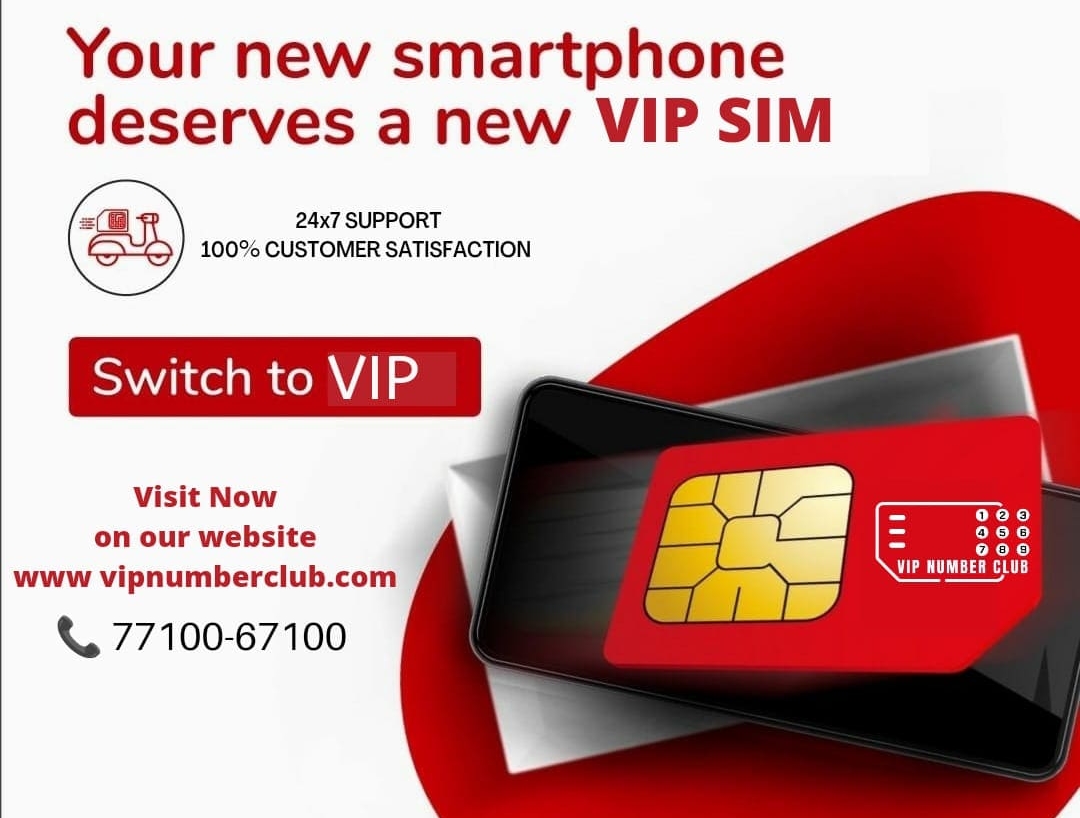 Your new smartphone
deserves a new VIP SIM
24x7 SUPPORT
100% CUSTOMER SATISFACTION
Switch to VIP
Visit Now
on our website
www vipnumberclub.com
77100-67100
1 2 3
4 5 6
7 8 9
VIP NUMBER CLUB